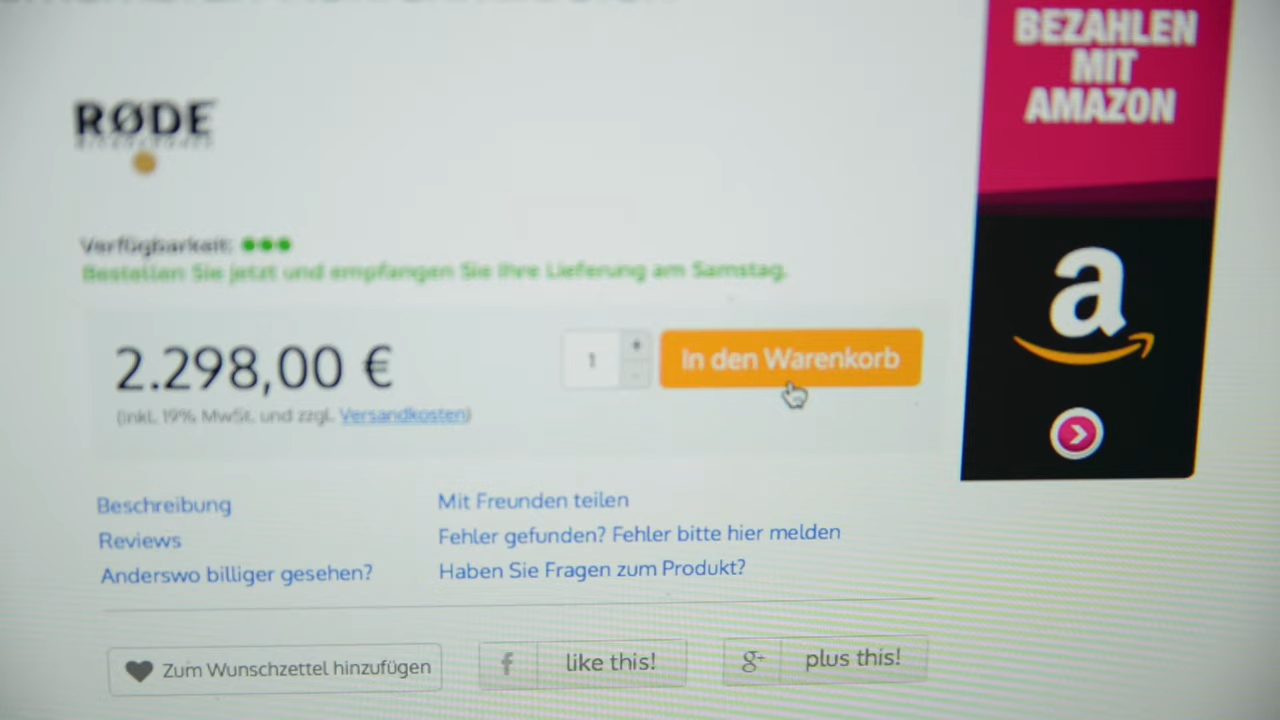 BEZAHLEN
MIT
AMAZON
RØDE
Verfügbarkeit:
Bestellen Sie jetzt und empfangen Sie Ihre Lieferung am Samstag.
2.298,00 €
1
+
-
In den Warenkorb
(inkl. 19% MwSt. und zzgl. Versandkosten)
a
Beschreibung
Mit Freunden teilen
Reviews
Fehler gefunden? Fehler bitte hier melden
Anderswo billiger gesehen?
Haben Sie Fragen zum Produkt?
Zum Wunschzettel hinzufügen
f
like this!
g+
plus this!